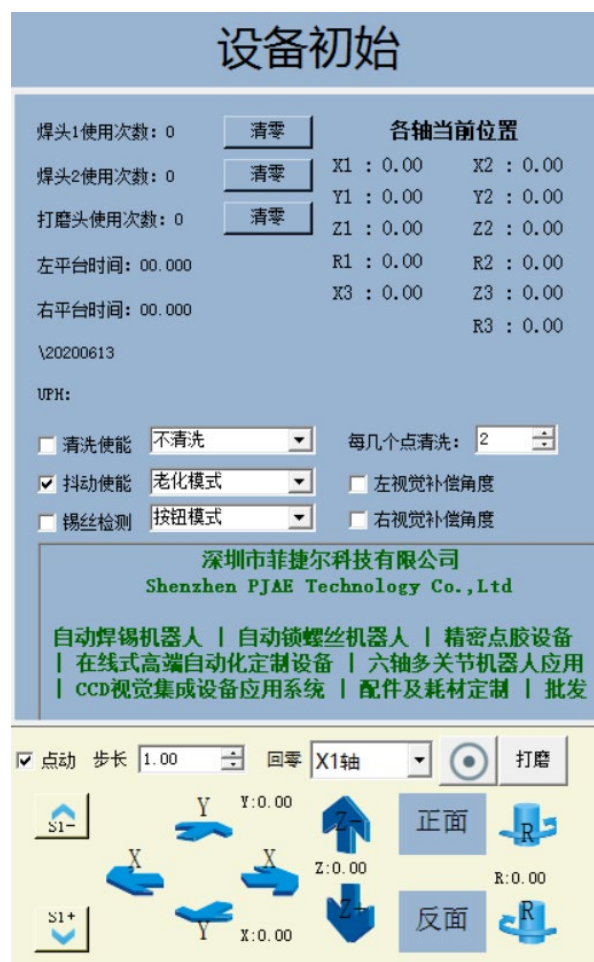 设备初始
焊头1使用次数: 0 清零 各轴当前位置
焊头2使用次数: 0 清零 X1 : 0.00 X2 : 0.00
Y1 : 0.00 Y2 : 0.00
打磨头使用次数: 0 清零 Z1 : 0.00 Z2 : 0.00
左平台时间: 00.000 R1 : 0.00 R2 : 0.00
X3 : 0.00 Z3 : 0.00
右平台时间: 00.000 R3 : 0.00
\20200613
UPH:
清洗使能 不清洗 每几个点清洗: 2
抖动使能 老化模式 左视觉补偿角度
锡丝检测 按钮模式 右视觉补偿角度
深圳市菲捷尔科技有限公司
Shenzhen PJAE Technology Co.,Ltd
自动焊锡机器人 | 自动锁螺丝机器人 | 精密点胶设备
| 在线式高端自动化定制设备 | 六轴多关节机器人应用
| CCD视觉集成设备应用系统 | 配件及耗材定制 | 批发
点动 步长 1.00 回零 X1轴 打磨
S1- Y Y:0.00 Z- 正面 R
X X Z:0.00 R:0.00
S1+ Y X:0.00 Z+ 反面 R